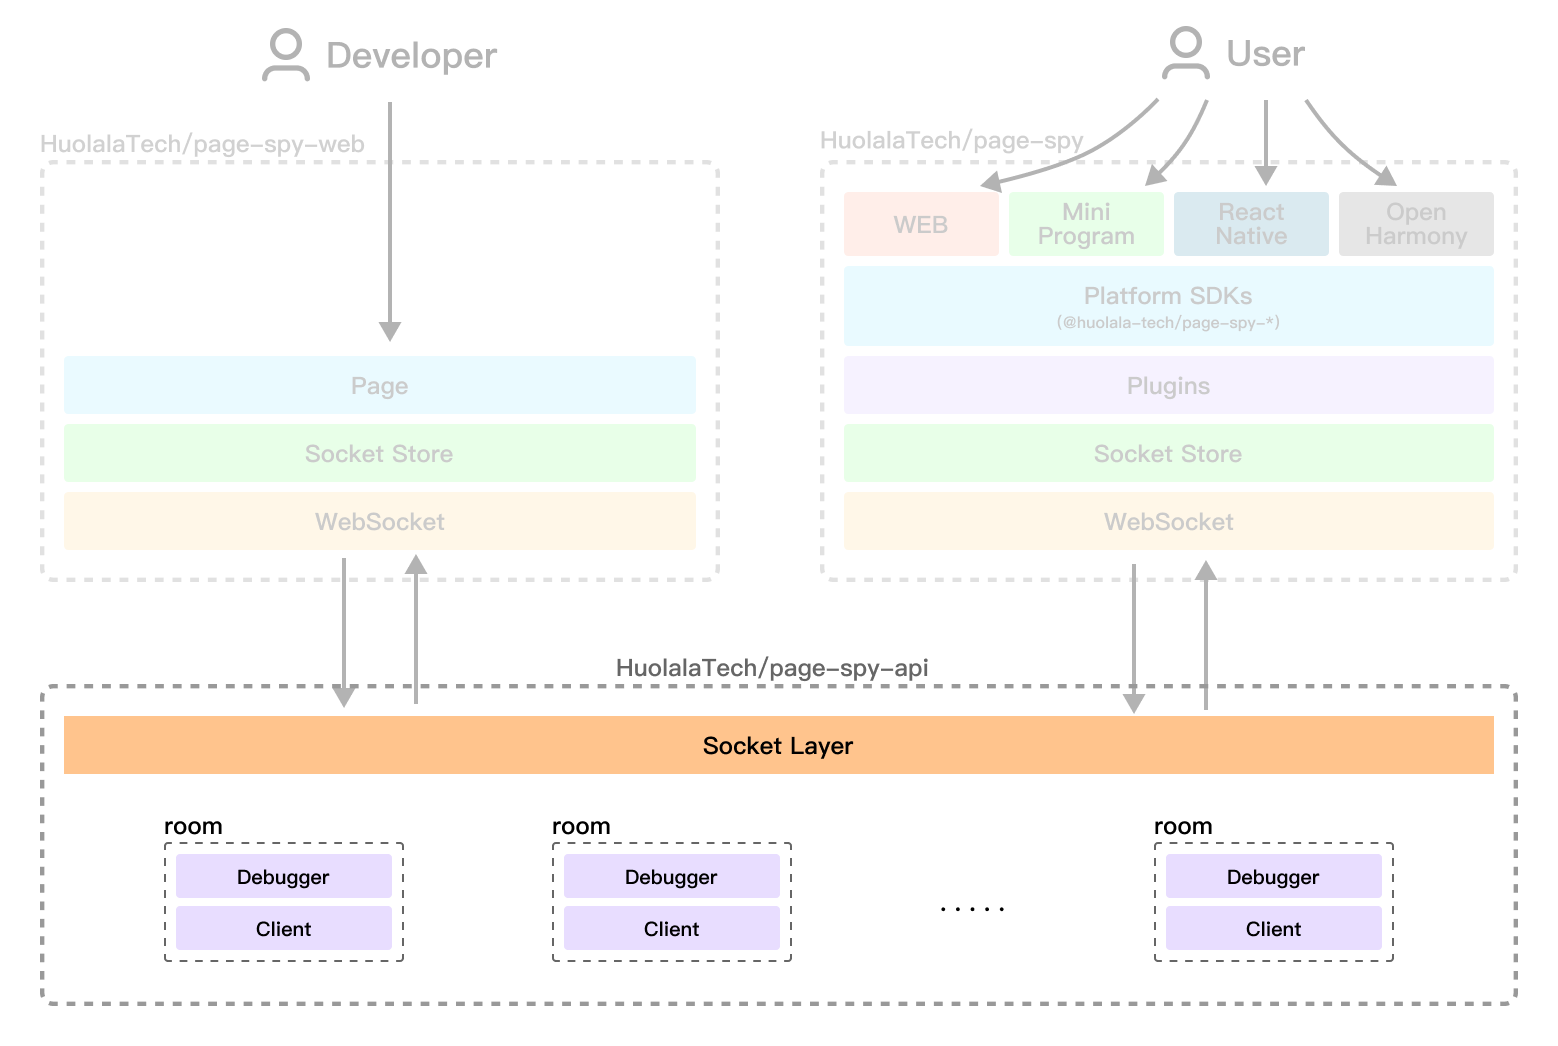 Developer
User
HuolalaTech/page-spy-web
HuolalaTech/page-spy
WEB
Mini
Program
React
Native
Open
Harmony
Platform SDKs
(@huolala-tech/page-spy-*)
Page
Plugins
Socket Store
Socket Store
WebSocket
WebSocket
HuolalaTech/page-spy-api
Socket Layer
room
Debugger
Client
room
Debugger
Client
.....
room
Debugger
Client